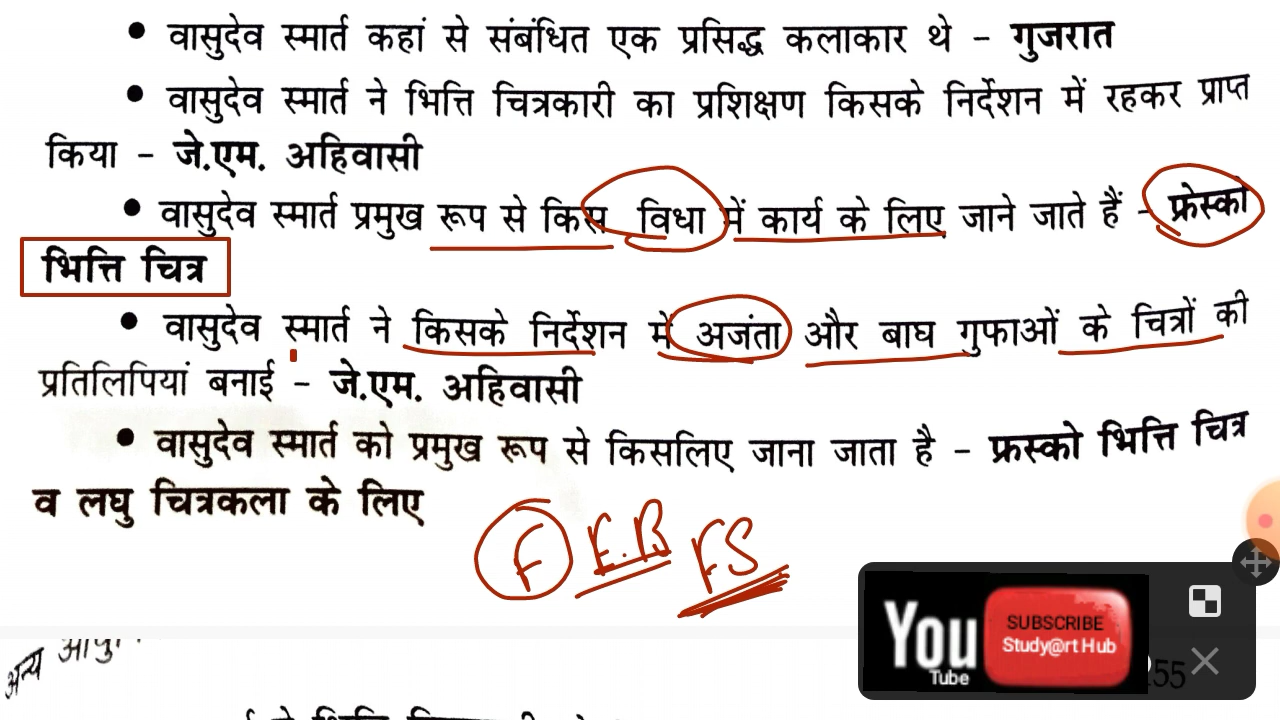 • वासुदेव स्मार्त कहां से संबंधित एक प्रसिद्ध कलाकार थे – गुजरात
• वासुदेव स्मार्त ने भित्ति चित्रकारी का प्रशिक्षण किसके निर्देशन में रहकर प्राप्त
किया – जे.एम. अहिवासी
• वासुदेव स्मार्त प्रमुख रूप से किस विधा में कार्य के लिए जाने जाते हैं – फ्रेस्को
भित्ति चित्र
• वासुदेव स्मार्त ने किसके निर्देशन में अजंता और बाघ गुफाओं के चित्रों की
प्रतिलिपियां बनाई – जे.एम. अहिवासी
• वासुदेव स्मार्त को प्रमुख रूप से किसलिए जाना जाता है – फ्रस्को भित्ति चित्र
व लघु चित्रकला के लिए
F F.B FS
You
Tube
SUBSCRIBE
Study@rt Hub
55
अन्य